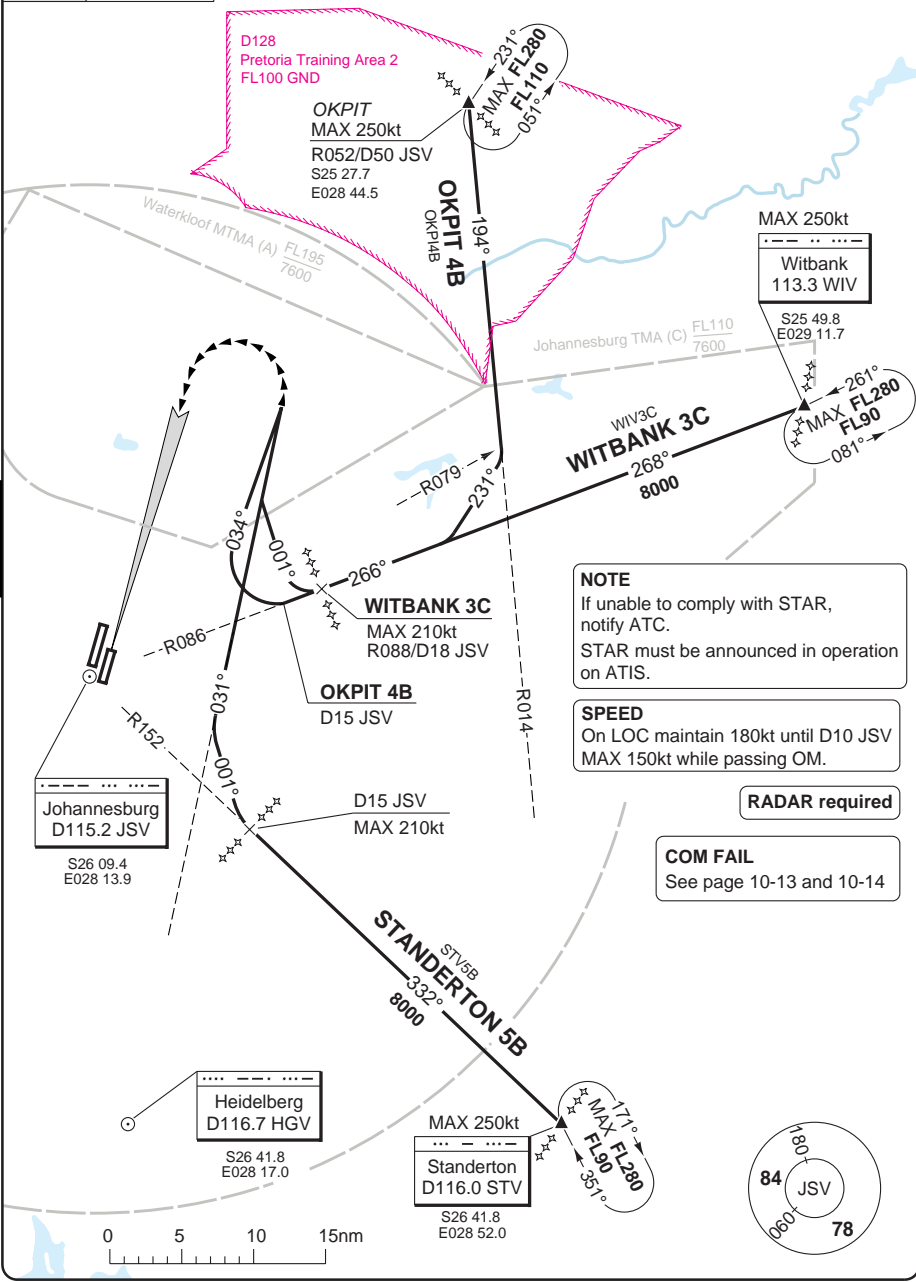 D128
Pretoria Training Area 2
FL100 GND
231°
MAX FL280
FL110
051°
OKPIT
MAX 250kt
R052/D50 JSV
S25 27.7
E028 44.5
OKPIT 4B
OKPI4B
194°
Waterkloof MTMA (A) FL195
7600
MAX 250kt
Witbank
113.3 WIV
S25 49.8
E029 11.7
Johannesburg TMA (C) FL110
7600
261°
MAX FL280
FL90
081°
WIV3C
WITBANK 3C
268°
8000
R079
231°
034°
001°
266°
WITBANK 3C
MAX 210kt
R088/D18 JSV
R086
OKPIT 4B
D15 JSV
R014
031°
R152
001°
NOTE
If unable to comply with STAR,
notify ATC.
STAR must be announced in operation
on ATIS.
SPEED
On LOC maintain 180kt until D10 JSV
MAX 150kt while passing OM.
RADAR required
COM FAIL
See page 10-13 and 10-14
Johannesburg
D115.2 JSV
S26 09.4
E028 13.9
D15 JSV
MAX 210kt
STV5B
STANDERTON 5B
332°
8000
Heidelberg
D116.7 HGV
S26 41.8
E028 17.0
MAX 250kt
Standerton
D116.0 STV
S26 41.8
E028 52.0
171°
MAX FL280
FL90
351°
180
84
JSV
060
78
0 5 10 15nm